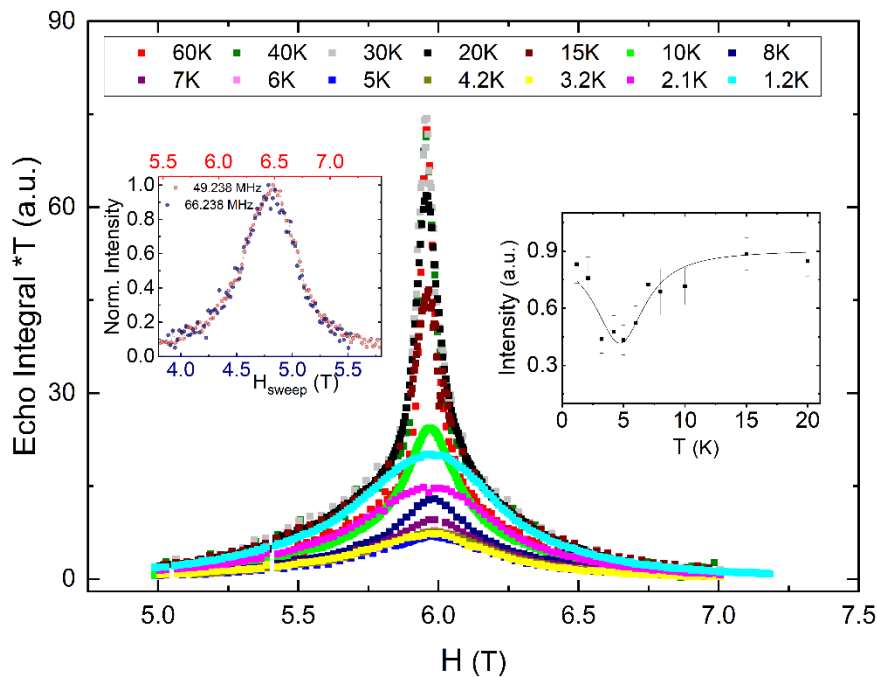 90
60K 40K 30K 20K 15K 10K 8K
7K 6K 5K 4.2K 3.2K 2.1K 1.2K
Echo Integral *T (a.u.)
60
30
0
5.0 5.5 6.0 6.5 7.0 7.5
H (T)
5.5 6.0 6.5 7.0
49.238 MHz
66.238 MHz
Norm. Intensity
1.0
0.8
0.6
0.4
0.2
0.0
4.0 4.5 5.0 5.5
Hsweep (T)
Intensity (a.u.)
0.9
0.6
0.3
0 5 10 15 20
T (K)